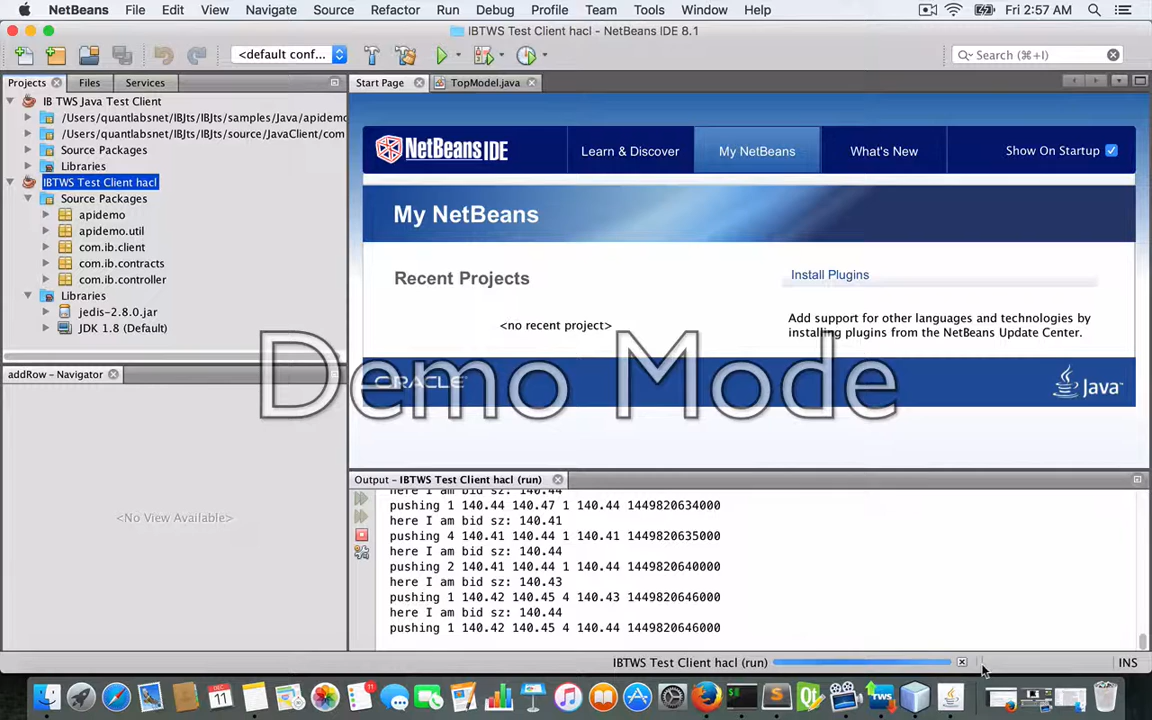 NetBeans File Edit View Navigate Source Refactor Run Debug Profile Team Tools Window Help Fri 2:57 AM
IBTWS Test Client hacl - NetBeans IDE 8.1
<default conf... Search (⌘+I)
Projects Files Services
Start Page TopModel.java
IB TWS Java Test Client
/Users/quantlabsnet/IBJts/IBJts/samples/Java/apidemo
/Users/quantlabsnet/IBJts/IBJts/source/JavaClient/com
Source Packages
Libraries
IBTWS Test Client hacl
Source Packages
apidemo
apidemo.util
com.ib.client
com.ib.contracts
com.ib.controller
Libraries
jedis-2.8.0.jar
JDK 1.8 (Default)
NetBeans IDE Learn & Discover My NetBeans What's New Show On Startup
My NetBeans
Recent Projects
<no recent project>
Install Plugins
Add support for other languages and technologies by
installing plugins from the NetBeans Update Center.
ORACLE Java
Demo Mode
addRow - Navigator
<No View Available>
Output - IBTWS Test Client hacl (run)
here I am bid sz: 140.44
pushing 1 140.44 140.47 1 140.44 1449820634000
here I am bid sz: 140.41
pushing 4 140.41 140.44 1 140.41 1449820635000
here I am bid sz: 140.44
pushing 2 140.41 140.44 1 140.44 1449820640000
here I am bid sz: 140.43
pushing 1 140.42 140.45 4 140.43 1449820646000
here I am bid sz: 140.44
pushing 1 140.42 140.45 4 140.44 1449820646000
IBTWS Test Client hacl (run) INS
11
11
Qt
TWS